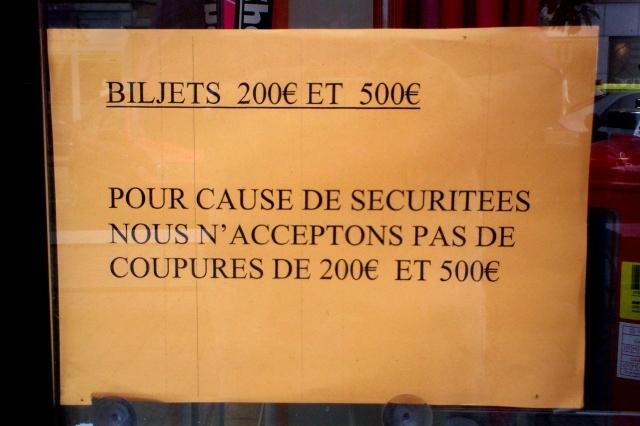 BILJETS 200€ ET 500€
POUR CAUSE DE SECURITEES
NOUS N'ACCEPTONS PAS DE
COUPURES DE 200€ ET 500€